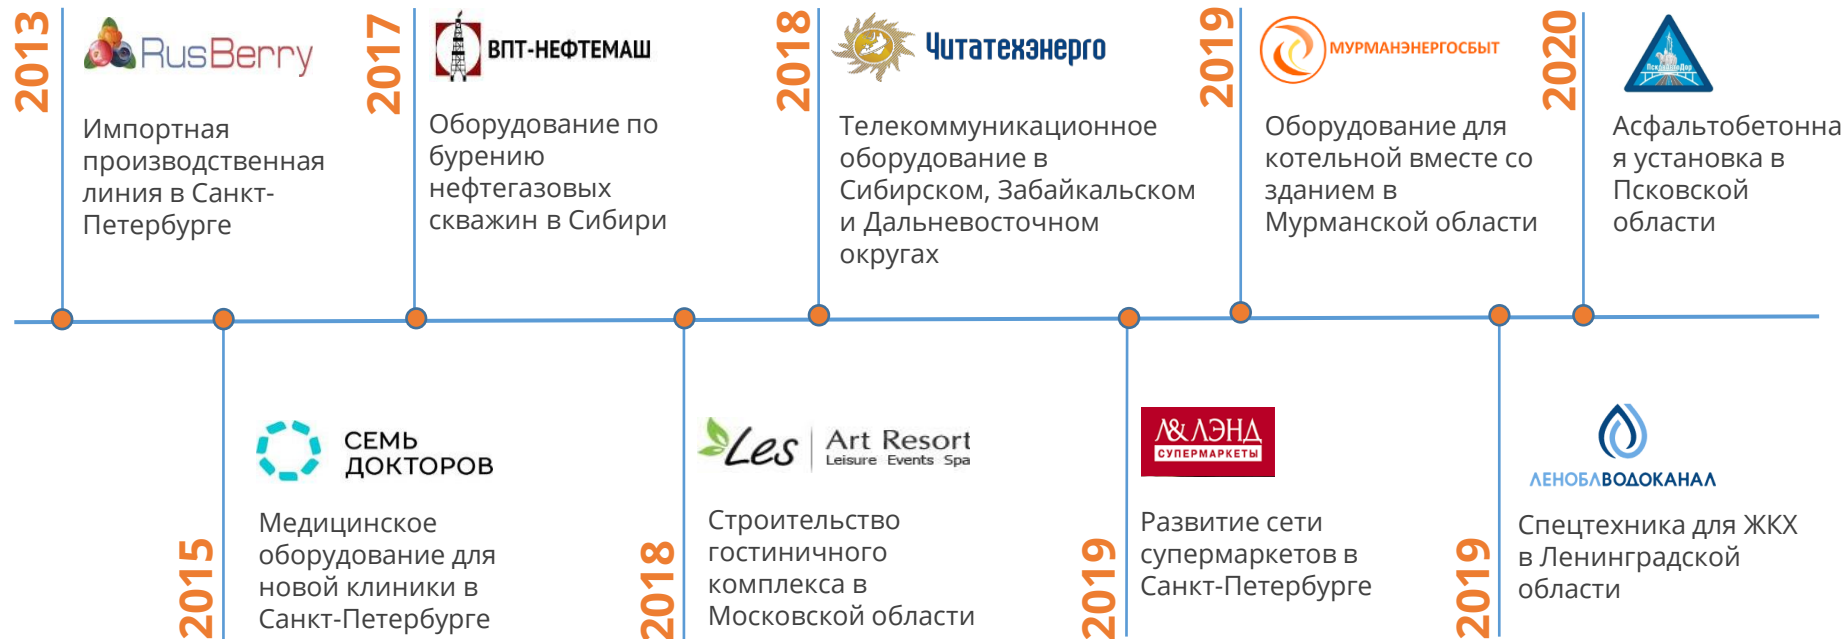 2013
RusBerry
Импортная
производственная
линия в Санкт-
Петербурге
2017
ВПТ-НЕФТЕМАШ
Оборудование по
бурению
нефтегазовых
скважин в Сибири
2018
Читатехэнерго
Телекоммуникационное
оборудование в
Сибирском, Забайкальском
и Дальневосточном
округах
2019
МУРМАНЭНЕРГОСБЫТ
Оборудование для
котельной вместе со
зданием в
Мурманской области
2020
Асфальтобетонна
я установка в
Псковской
области
2015
СЕМЬ
ДОКТОРОВ
Медицинское
оборудование для
новой клиники в
Санкт-Петербурге
2018
Les
Art Resort
Leisure Events Spa
Строительство
гостиничного
комплекса в
Московской области
2019
Л&ЛЭНД
СУПЕРМАРКЕТЫ
Развитие сети
супермаркетов в
Санкт-Петербурге
2019
ЛЕНОБЛВОДОКАНАЛ
Спецтехника для ЖКХ
в Ленинградской
области